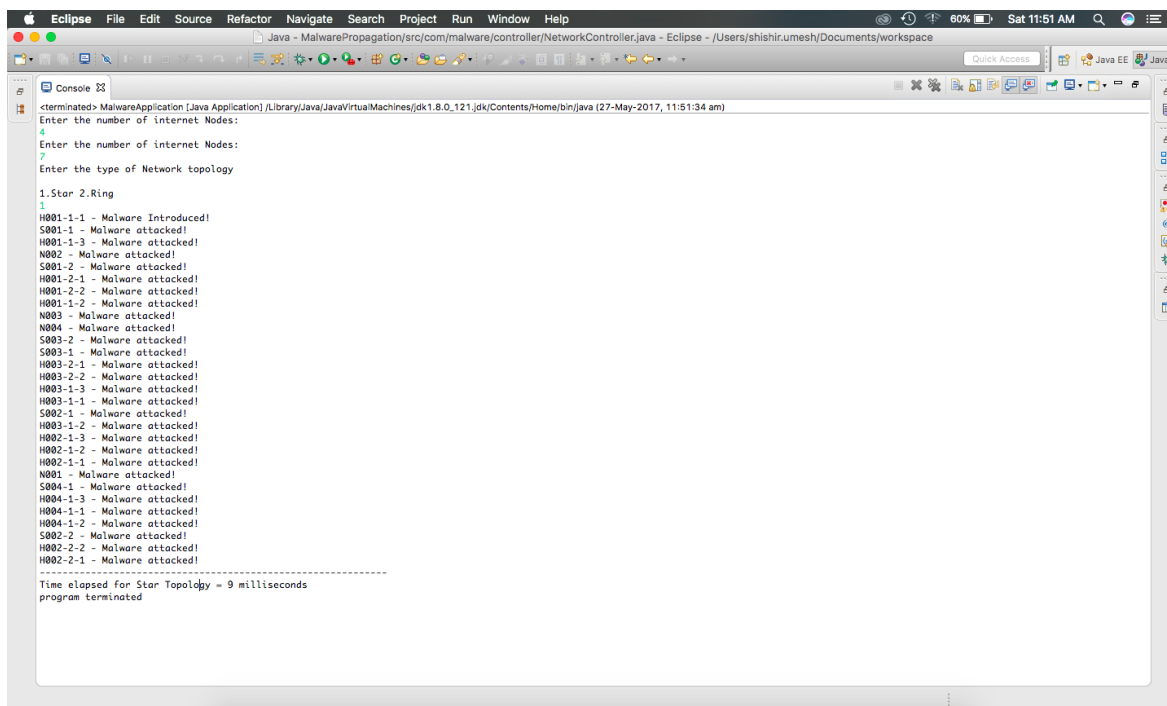 Eclipse File Edit Source Refactor Navigate Search Project Run Window Help 60% Sat 11:51 AM
Java - MalwarePropagation/src/com/malware/controller/NetworkController.java - Eclipse - /Users/shishir.umesh/Documents/workspace
Quick Access Java EE Java
Console
<terminated> MalwareApplication [Java Application] /Library/Java/JavaVirtualMachines/jdk1.8.0_121.jdk/Contents/Home/bin/java (27-May-2017, 11:51:34 am)
Enter the number of internet Nodes:
4
Enter the number of internet Nodes:
7
Enter the type of Network topology
1.Star 2.Ring
1
H001-1-1 - Malware Introduced!
S001-1 - Malware attacked!
H001-1-3 - Malware attacked!
N002 - Malware attacked!
S001-2 - Malware attacked!
H001-2-1 - Malware attacked!
H001-2-2 - Malware attacked!
H001-1-2 - Malware attacked!
N003 - Malware attacked!
N004 - Malware attacked!
S003-2 - Malware attacked!
S003-1 - Malware attacked!
H003-2-1 - Malware attacked!
H003-2-2 - Malware attacked!
H003-1-3 - Malware attacked!
H003-1-1 - Malware attacked!
S002-1 - Malware attacked!
H003-1-2 - Malware attacked!
H002-1-3 - Malware attacked!
H002-1-2 - Malware attacked!
H002-1-1 - Malware attacked!
N001 - Malware attacked!
S004-1 - Malware attacked!
H004-1-3 - Malware attacked!
H004-1-1 - Malware attacked!
H004-1-2 - Malware attacked!
S002-2 - Malware attacked!
H002-2-2 - Malware attacked!
H002-2-1 - Malware attacked!
----------------------------------------------------------------
Time elapsed for Star Topology = 9 milliseconds
program terminated